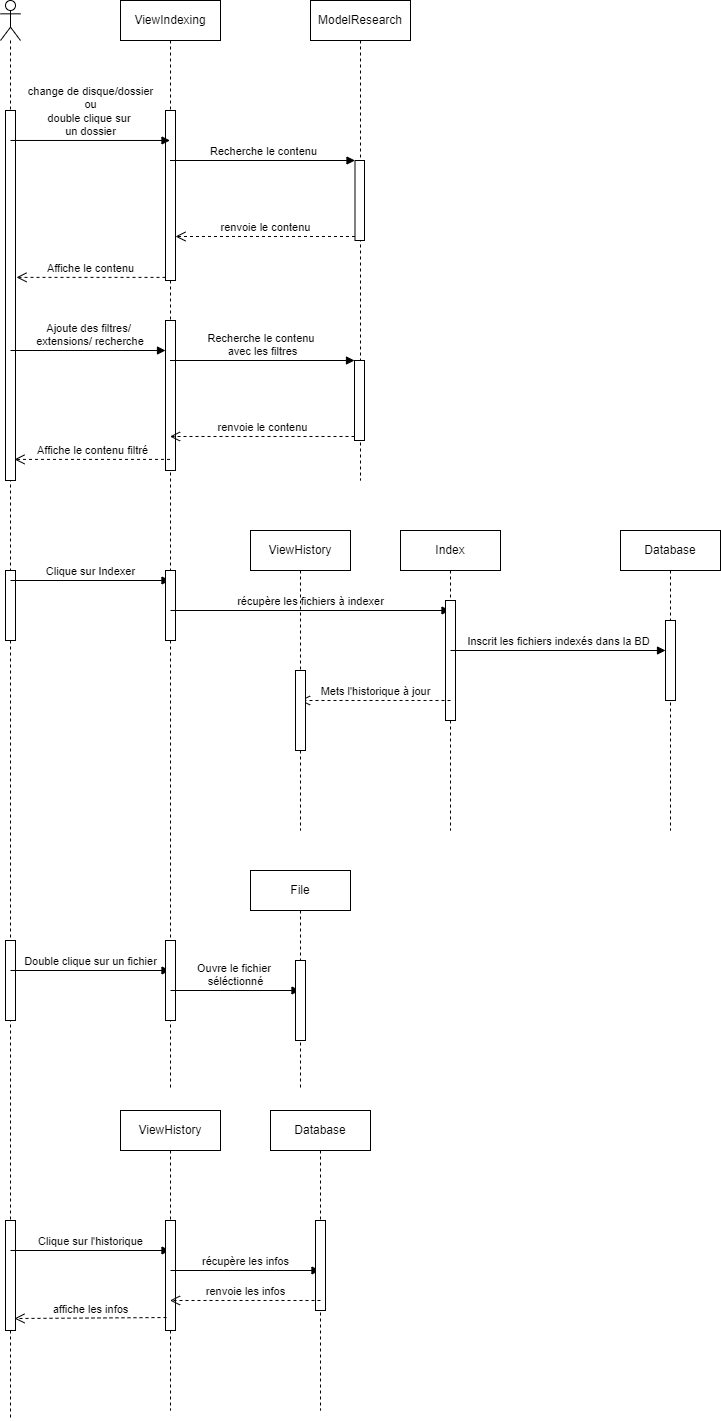 ViewIndexing
ModelResearch
change de disque/dossier
ou
double clique sur
un dossier
Recherche le contenu
renvoie le contenu
Affiche le contenu
Ajoute des filtres/
extensions/ recherche
Recherche le contenu
avec les filtres
renvoie le contenu
Affiche le contenu filtré
ViewHistory
Index
Database
Clique sur Indexer
récupère les fichiers à indexer
Inscrit les fichiers indexés dans la BD
Mets l'historique à jour
File
Double clique sur un fichier
Ouvre le fichier
séléctionné
ViewHistory
Database
Clique sur l'historique
récupère les infos
renvoie les infos
affiche les infos